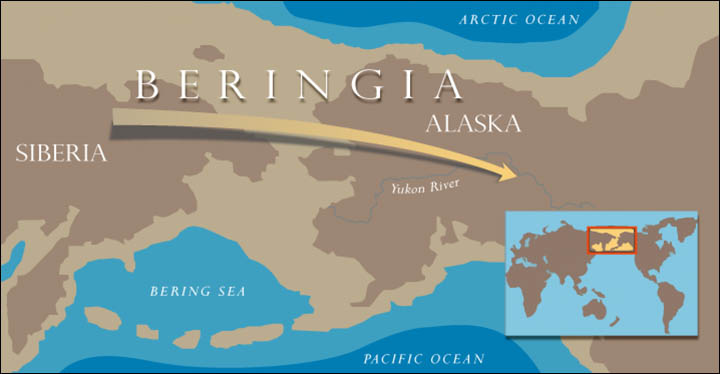 ARCTIC OCEAN
BERINGIA
ALASKA
SIBERIA
Yukon River
BERING SEA
PACIFIC OCEAN